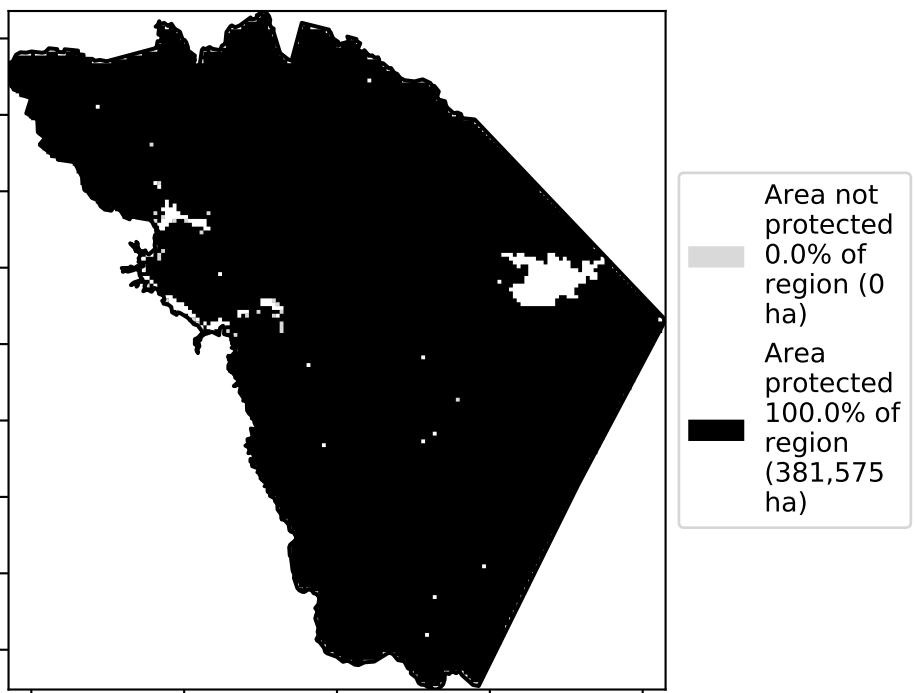 Area not
protected
0.0% of
region (0
ha)
Area
protected
100.0% of
region
(381,575
ha)